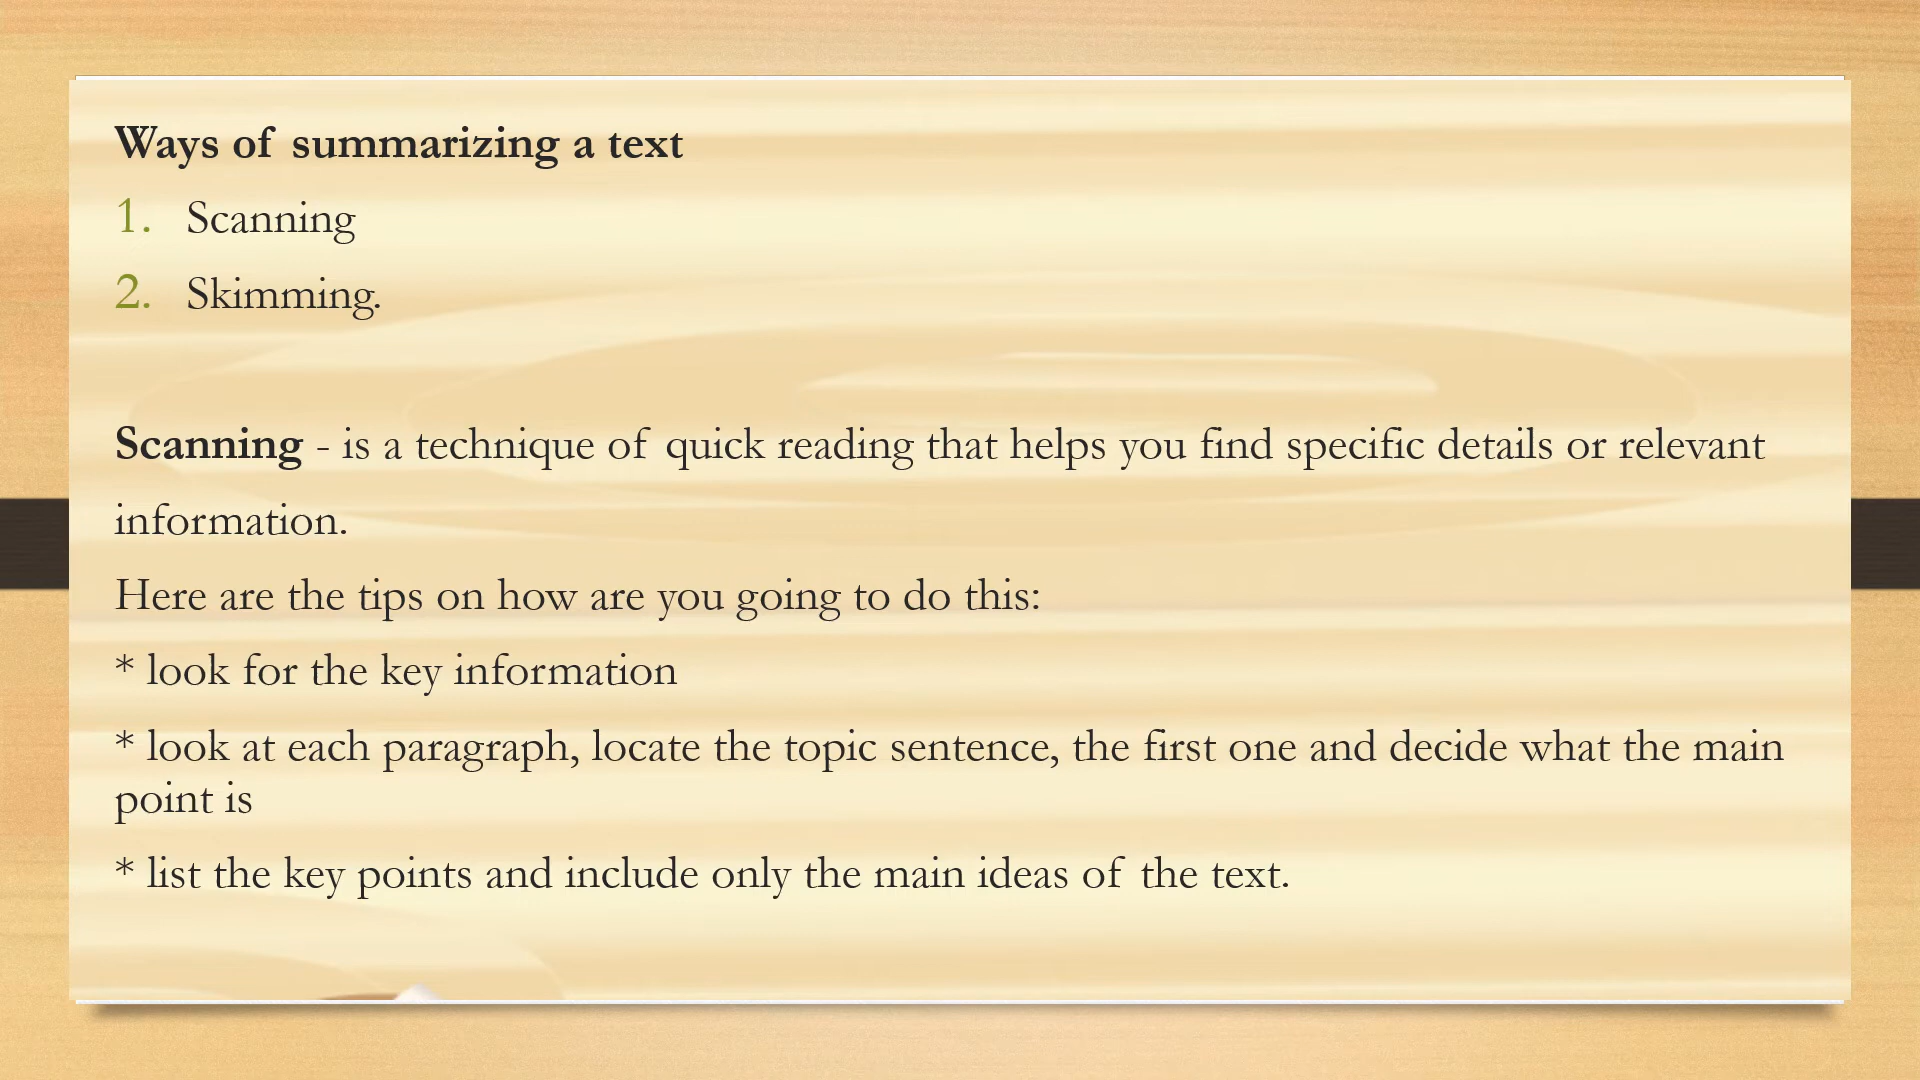 Ways of summarizing a text
1. Scanning
2. Skimming.
Scanning - is a technique of quick reading that helps you find specific details or relevant
information.
Here are the tips on how are you going to do this:
* look for the key information
* look at each paragraph, locate the topic sentence, the first one and decide what the main
point is
* list the key points and include only the main ideas of the text.